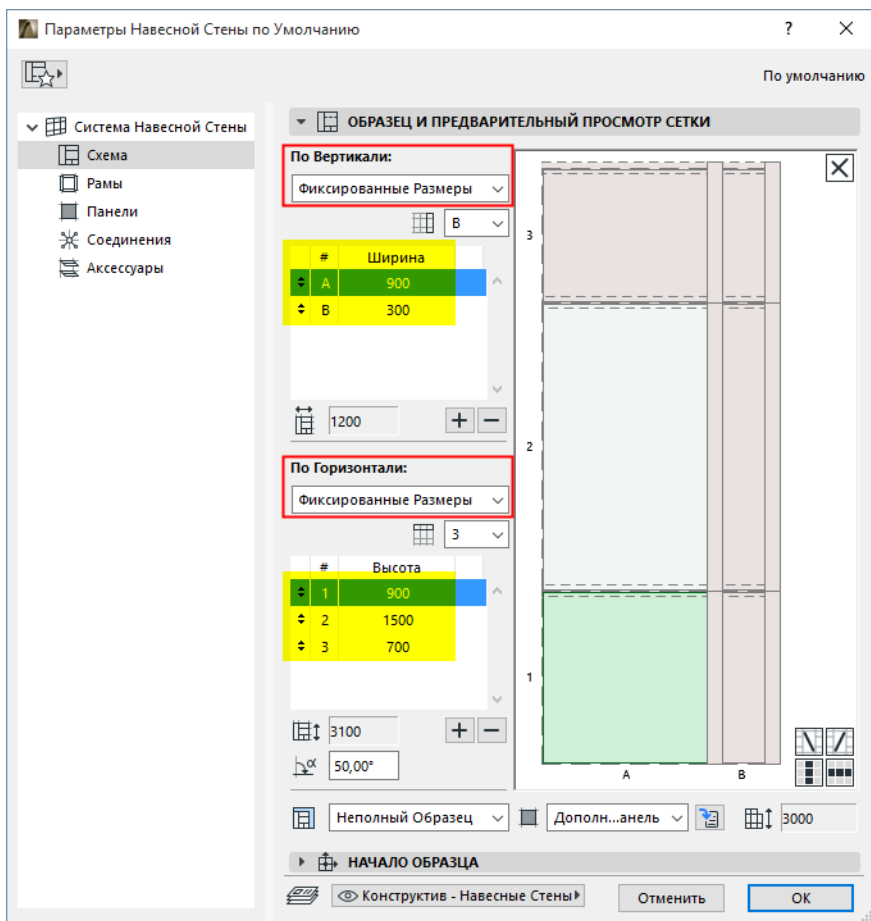 Параметры Навесной Стены по Умолчанию ?
По умолчанию
Система Навесной Стены
Схема
Рамы
Панели
Соединения
Аксессуары
ОБРАЗЕЦ И ПРЕДВАРИТЕЛЬНЫЙ ПРОСМОТР СЕТКИ
По Вертикали:
Фиксированные Размеры
B
# Ширина
A 900
B 300
1200
По Горизонтали:
Фиксированные Размеры
3
# Высота
1 900
2 1500
3 700
3100
α 50,00°
3
2
1
A B
Неполный Образец Дополн...анель 3000
НАЧАЛО ОБРАЗЦА
Конструктив - Навесные Стены Отменить ОК